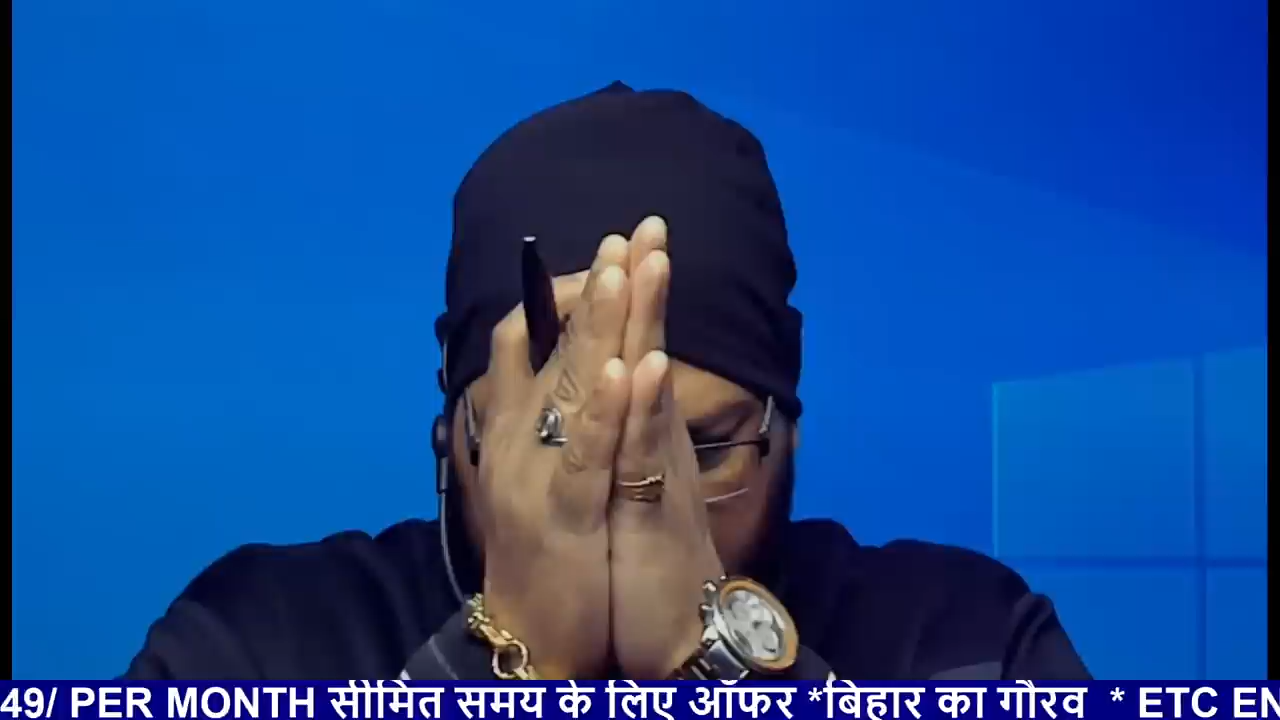 49/ PER MONTH सीमित समय के लिए ऑफर *बिहार का गौरव * ETC EN